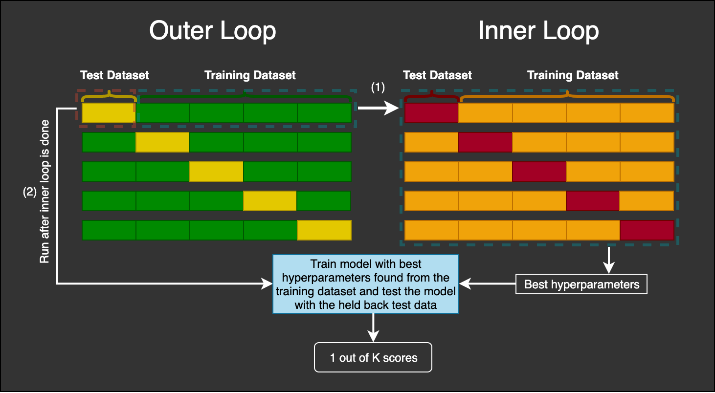 Outer Loop
Inner Loop
Test Dataset
Training Dataset
(1)
Test Dataset
Training Dataset
(2)
Run after inner loop is done
Train model with best
hyperparameters found from the
training dataset and test the model
with the held back test data
Best hyperparameters
1 out of K scores